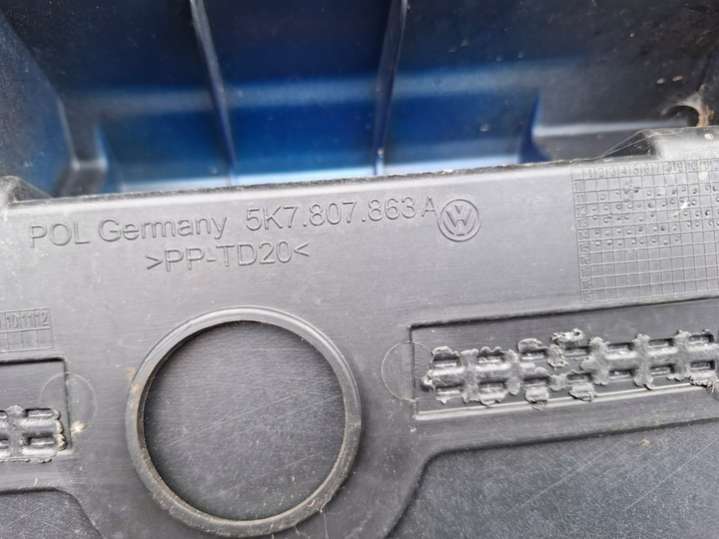 POL Germany 5K7.807.863 A
>PP-TD20<